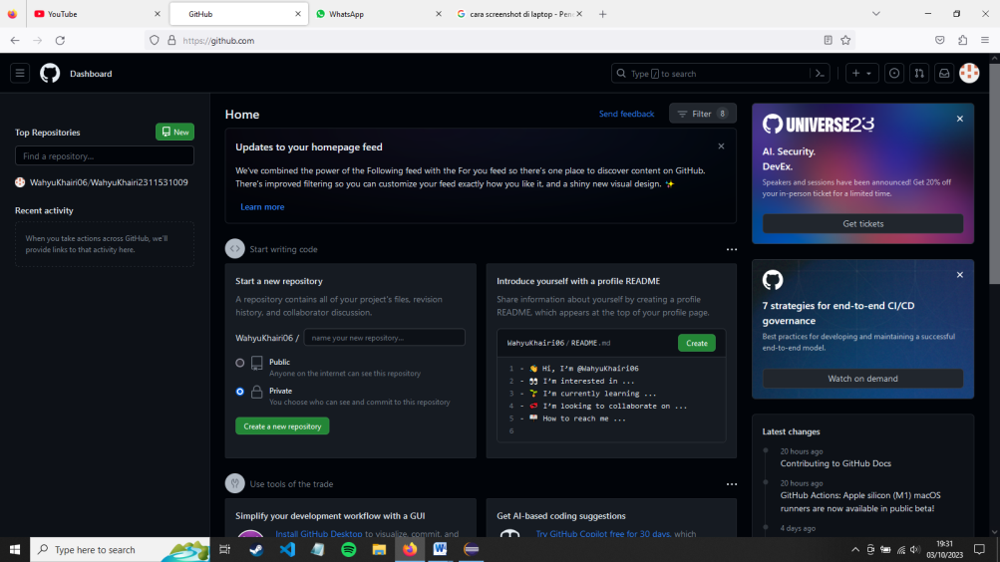 YouTube
GitHub
WhatsApp
cara screenshot di laptop - Pen
https://github.com
Dashboard
Type / to search
Top Repositories
New
Find a repository...
WahyuKhairi06/WahyuKhairi2311531009
Recent activity
When you take actions across GitHub, we'll
provide links to that activity here.
Home
Send feedback
Filter 8
Updates to your homepage feed
We've combined the power of the Following feed with the For you feed so there's one place to discover content on GitHub.
There's improved filtering so you can customize your feed exactly how you like it, and a shiny new visual design. ✨
Learn more
Start writing code
Start a new repository
A repository contains all of your project's files, revision
history, and collaborator discussion.
WahyuKhairi06 /
name your new repository...
Public
Anyone on the internet can see this repository
Private
You choose who can see and commit to this repository
Create a new repository
Introduce yourself with a profile README
Share information about yourself by creating a profile
README, which appears at the top of your profile page.
WahyuKhairi06/README.md
Create
1 - 👋 Hi, I'm @WahyuKhairi06
2 - 👀 I'm interested in ...
3 - 🌱 I'm currently learning ...
4 - 💞️ I'm looking to collaborate on ...
5 - 📫 How to reach me ...
6
Use tools of the trade
Simplify your development workflow with a GUI
Install GitHub Desktop to visualize, commit, and
Get AI-based coding suggestions
Try GitHub Copilot free for 30 days, which
UNIVERSE23
AI. Security.
DevEx.
Speakers and sessions have been announced! Get 20% off
your in-person ticket for a limited time.
Get tickets
7 strategies for end-to-end CI/CD
governance
Best practices for developing and maintaining a successful
end-to-end model.
Watch on demand
Latest changes
20 hours ago
Contributing to GitHub Docs
20 hours ago
GitHub Actions: Apple silicon (M1) macOS
runners are now available in public beta!
4 days ago
Type here to search
19:31
03/10/2023